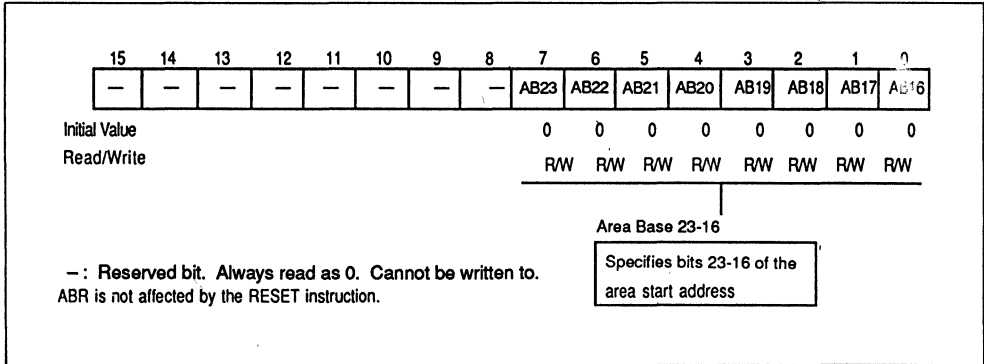 15 14 13 12 11 10 9 8 7 6 5 4 3 2 1 0
— — — — — — — — AB23 AB22 AB21 AB20 AB19 AB18 AB17 AB16
Initial Value 0 0 0 0 0 0 0 0
Read/Write R/W R/W R/W R/W R/W R/W R/W R/W
Area Base 23-16
Specifies bits 23-16 of the
area start address
— : Reserved bit. Always read as 0. Cannot be written to.
ABR is not affected by the RESET instruction.